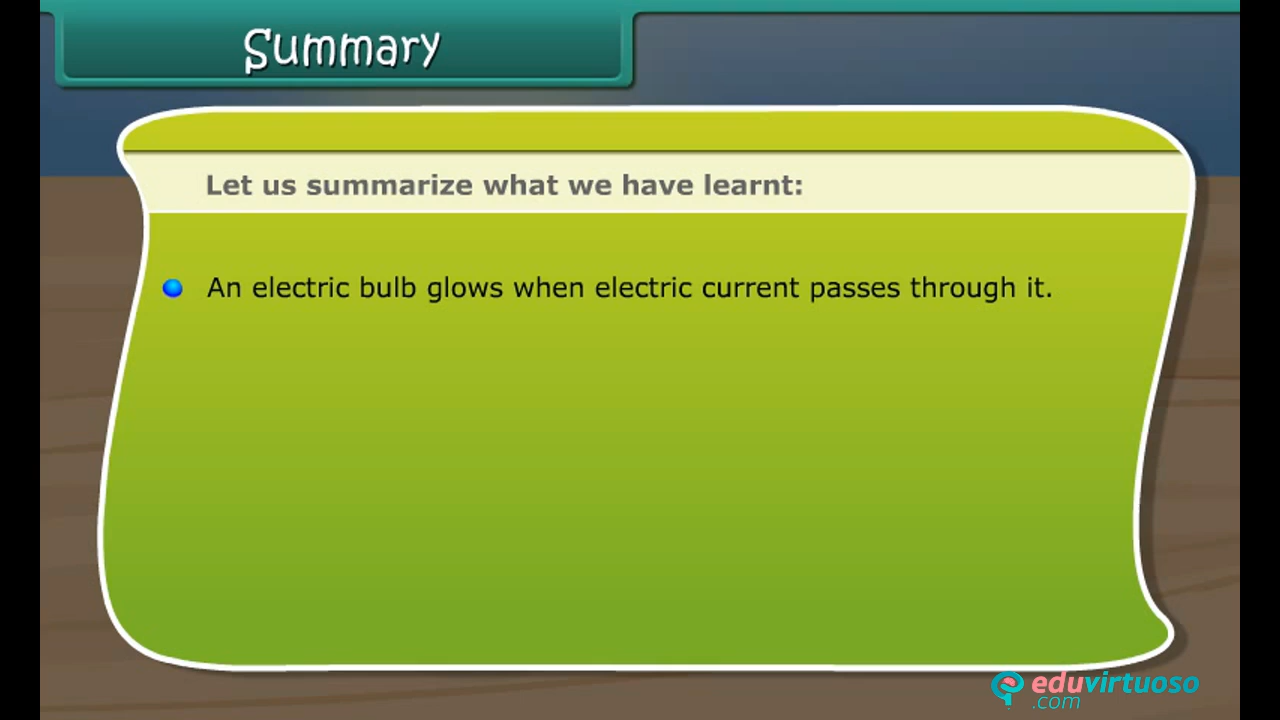 Summary
Let us summarize what we have learnt:
An electric bulb glows when electric current passes through it.
eduvirtuoso
.com